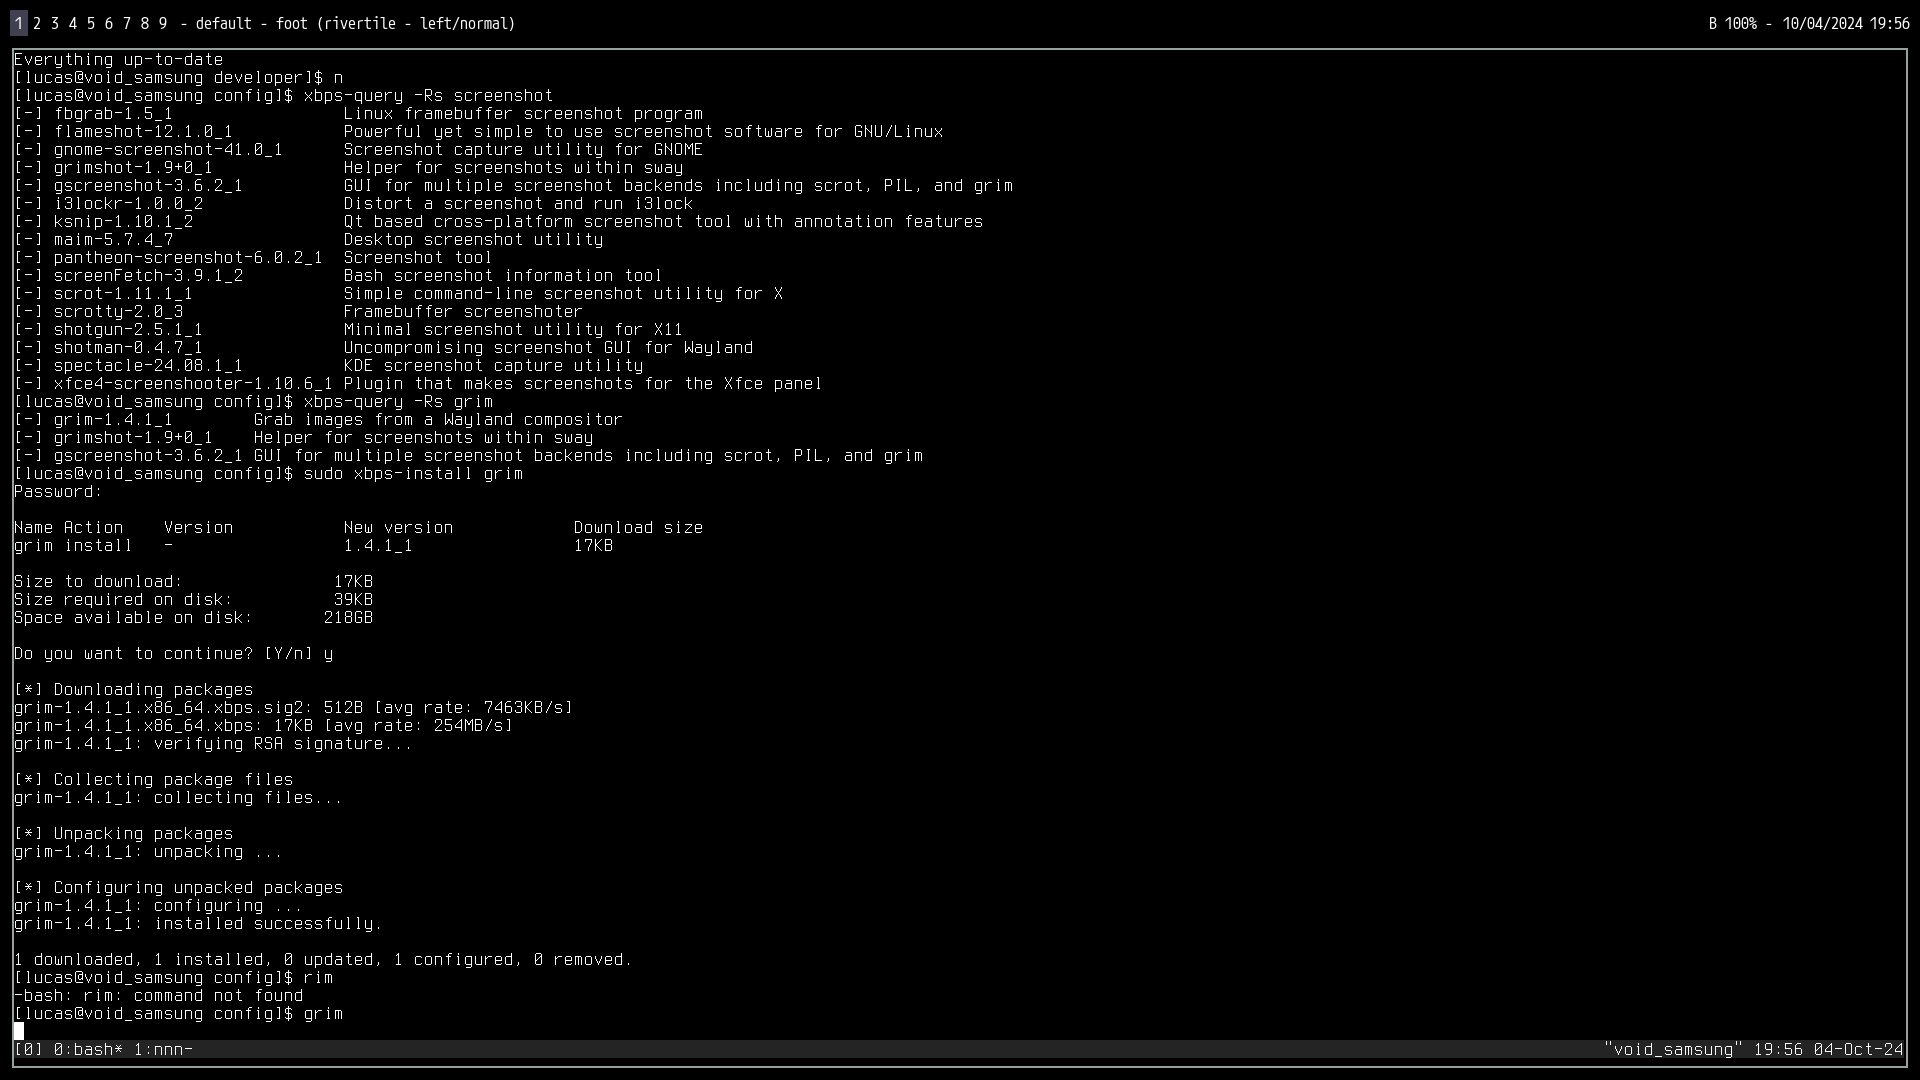 1 2 3 4 5 6 7 8 9 - default - foot (rivertile - left/normal) B 100% - 10/04/2024 19:56
Everything up-to-date
[lucas@void_samsung developer]$ n
[lucas@void_samsung config]$ xbps-query -Rs screenshot
[-] fbgrab-1.5_1                 Linux framebuffer screenshot program
[-] flameshot-12.1.0_1           Powerful yet simple to use screenshot software for GNU/Linux
[-] gnome-screenshot-41.0_1      Screenshot capture utility for GNOME
[-] grimshot-1.9+0_1             Helper for screenshots within sway
[-] gscreenshot-3.6.2_1          GUI for multiple screenshot backends including scrot, PIL, and grim
[-] i3lockr-1.0.0_2              Distort a screenshot and run i3lock
[-] ksnip-1.10.1_2               Qt based cross-platform screenshot tool with annotation features
[-] maim-5.7.4_7                 Desktop screenshot utility
[-] pantheon-screenshot-6.0.2_1  Screenshot tool
[-] screenFetch-3.9.1_2          Bash screenshot information tool
[-] scrot-1.11.1_1               Simple command-line screenshot utility for X
[-] scrotty-2.0_3                Framebuffer screenshoter
[-] shotgun-2.5.1_1              Minimal screenshot utility for X11
[-] shotman-0.4.7_1              Uncompromising screenshot GUI for Wayland
[-] spectacle-24.08.1_1          KDE screenshot capture utility
[-] xfce4-screenshooter-1.10.6_1 Plugin that makes screenshots for the Xfce panel
[lucas@void_samsung config]$ xbps-query -Rs grim
[-] grim-1.4.1_1        Grab images from a Wayland compositor
[-] grimshot-1.9+0_1    Helper for screenshots within sway
[-] gscreenshot-3.6.2_1 GUI for multiple screenshot backends including scrot, PIL, and grim
[lucas@void_samsung config]$ sudo xbps-install grim
Password:
Name Action    Version           New version            Download size
grim install   -                 1.4.1_1                17KB
Size to download:               17KB
Size required on disk:          39KB
Space available on disk:       218GB
Do you want to continue? [Y/n] y
[*] Downloading packages
grim-1.4.1_1.x86_64.xbps.sig2: 512B [avg rate: 7463KB/s]
grim-1.4.1_1.x86_64.xbps: 17KB [avg rate: 254MB/s]
grim-1.4.1_1: verifying RSA signature...
[*] Collecting package files
grim-1.4.1_1: collecting files...
[*] Unpacking packages
grim-1.4.1_1: unpacking ...
[*] Configuring unpacked packages
grim-1.4.1_1: configuring ...
grim-1.4.1_1: installed successfully.
1 downloaded, 1 installed, 0 updated, 1 configured, 0 removed.
[lucas@void_samsung config]$ rim
-bash: rim: command not found
[lucas@void_samsung config]$ grim
[0] 0:bash* 1:nnn- "void_samsung" 19:56 04-Oct-24